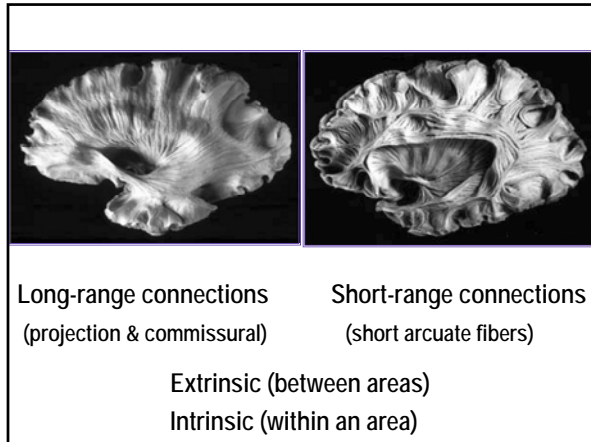 Long-range connections
Short-range connections
(projection & commissural)
(short arcuate fibers)
Extrinsic (between areas)
Intrinsic (within an area)